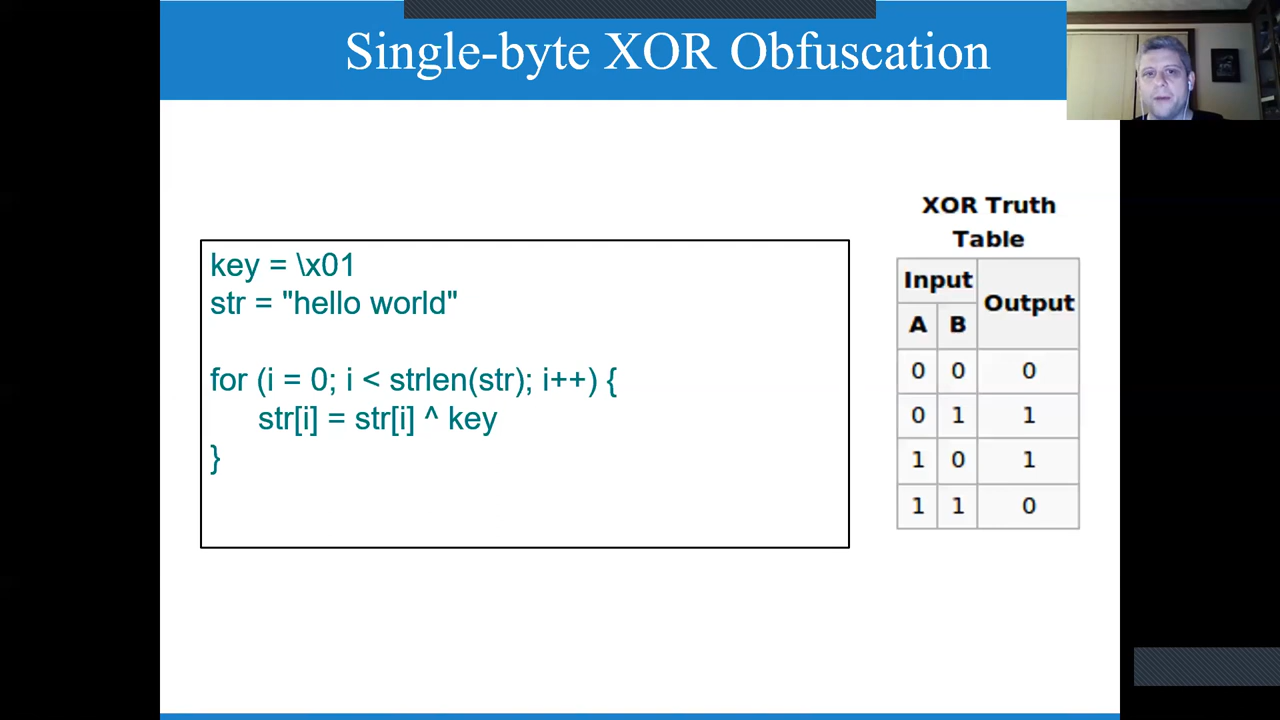 Single-byte XOR Obfuscation
key = \x01
str = "hello world"
for (i = 0; i < strlen(str); i++) {
str[i] = str[i] ^ key
}
XOR Truth
Table
Input
Output
A B
0 0 0
0 1 1
1 0 1
1 1 0